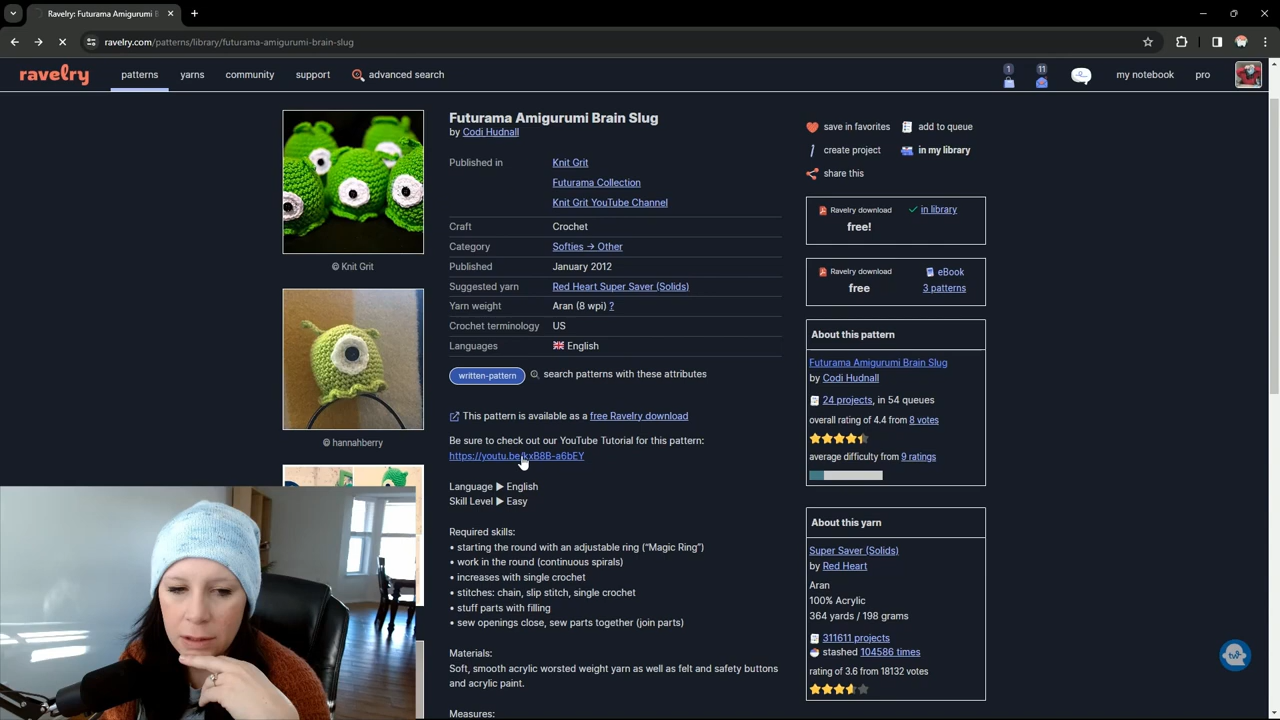 Ravelry: Futurama Amigurumi B
ravelry.com/patterns/library/futurama-amigurumi-brain-slug
ravelry
patterns
yarns
community
support
advanced search
1
11
my notebook
pro
© Knit Grit
© hannahberry
Futurama Amigurumi Brain Slug
by Codi Hudnall
Published in
Knit Grit
Futurama Collection
Knit Grit YouTube Channel
Craft
Crochet
Category
Softies → Other
Published
January 2012
Suggested yarn
Red Heart Super Saver (Solids)
Yarn weight
Aran (8 wpi) ?
Crochet terminology
US
Languages
English
written-pattern
search patterns with these attributes
This pattern is available as a free Ravelry download
Be sure to check out our YouTube Tutorial for this pattern:
https://youtu.be/kxB8B-a6bEY
Language ▶ English
Skill Level ▶ Easy
Required skills:
• starting the round with an adjustable ring (“Magic Ring”)
• work in the round (continuous spirals)
• increases with single crochet
• stitches: chain, slip stitch, single crochet
• stuff parts with filling
• sew openings close, sew parts together (join parts)
Materials:
Soft, smooth acrylic worsted weight yarn as well as felt and safety buttons
and acrylic paint.
Measures:
save in favorites
add to queue
create project
in my library
share this
Ravelry download
in library
free!
Ravelry download
eBook
free
3 patterns
About this pattern
Futurama Amigurumi Brain Slug
by Codi Hudnall
24 projects, in 54 queues
overall rating of 4.4 from 8 votes
average difficulty from 9 ratings
About this yarn
Super Saver (Solids)
by Red Heart
Aran
100% Acrylic
364 yards / 198 grams
311611 projects
stashed 104586 times
rating of 3.6 from 18132 votes